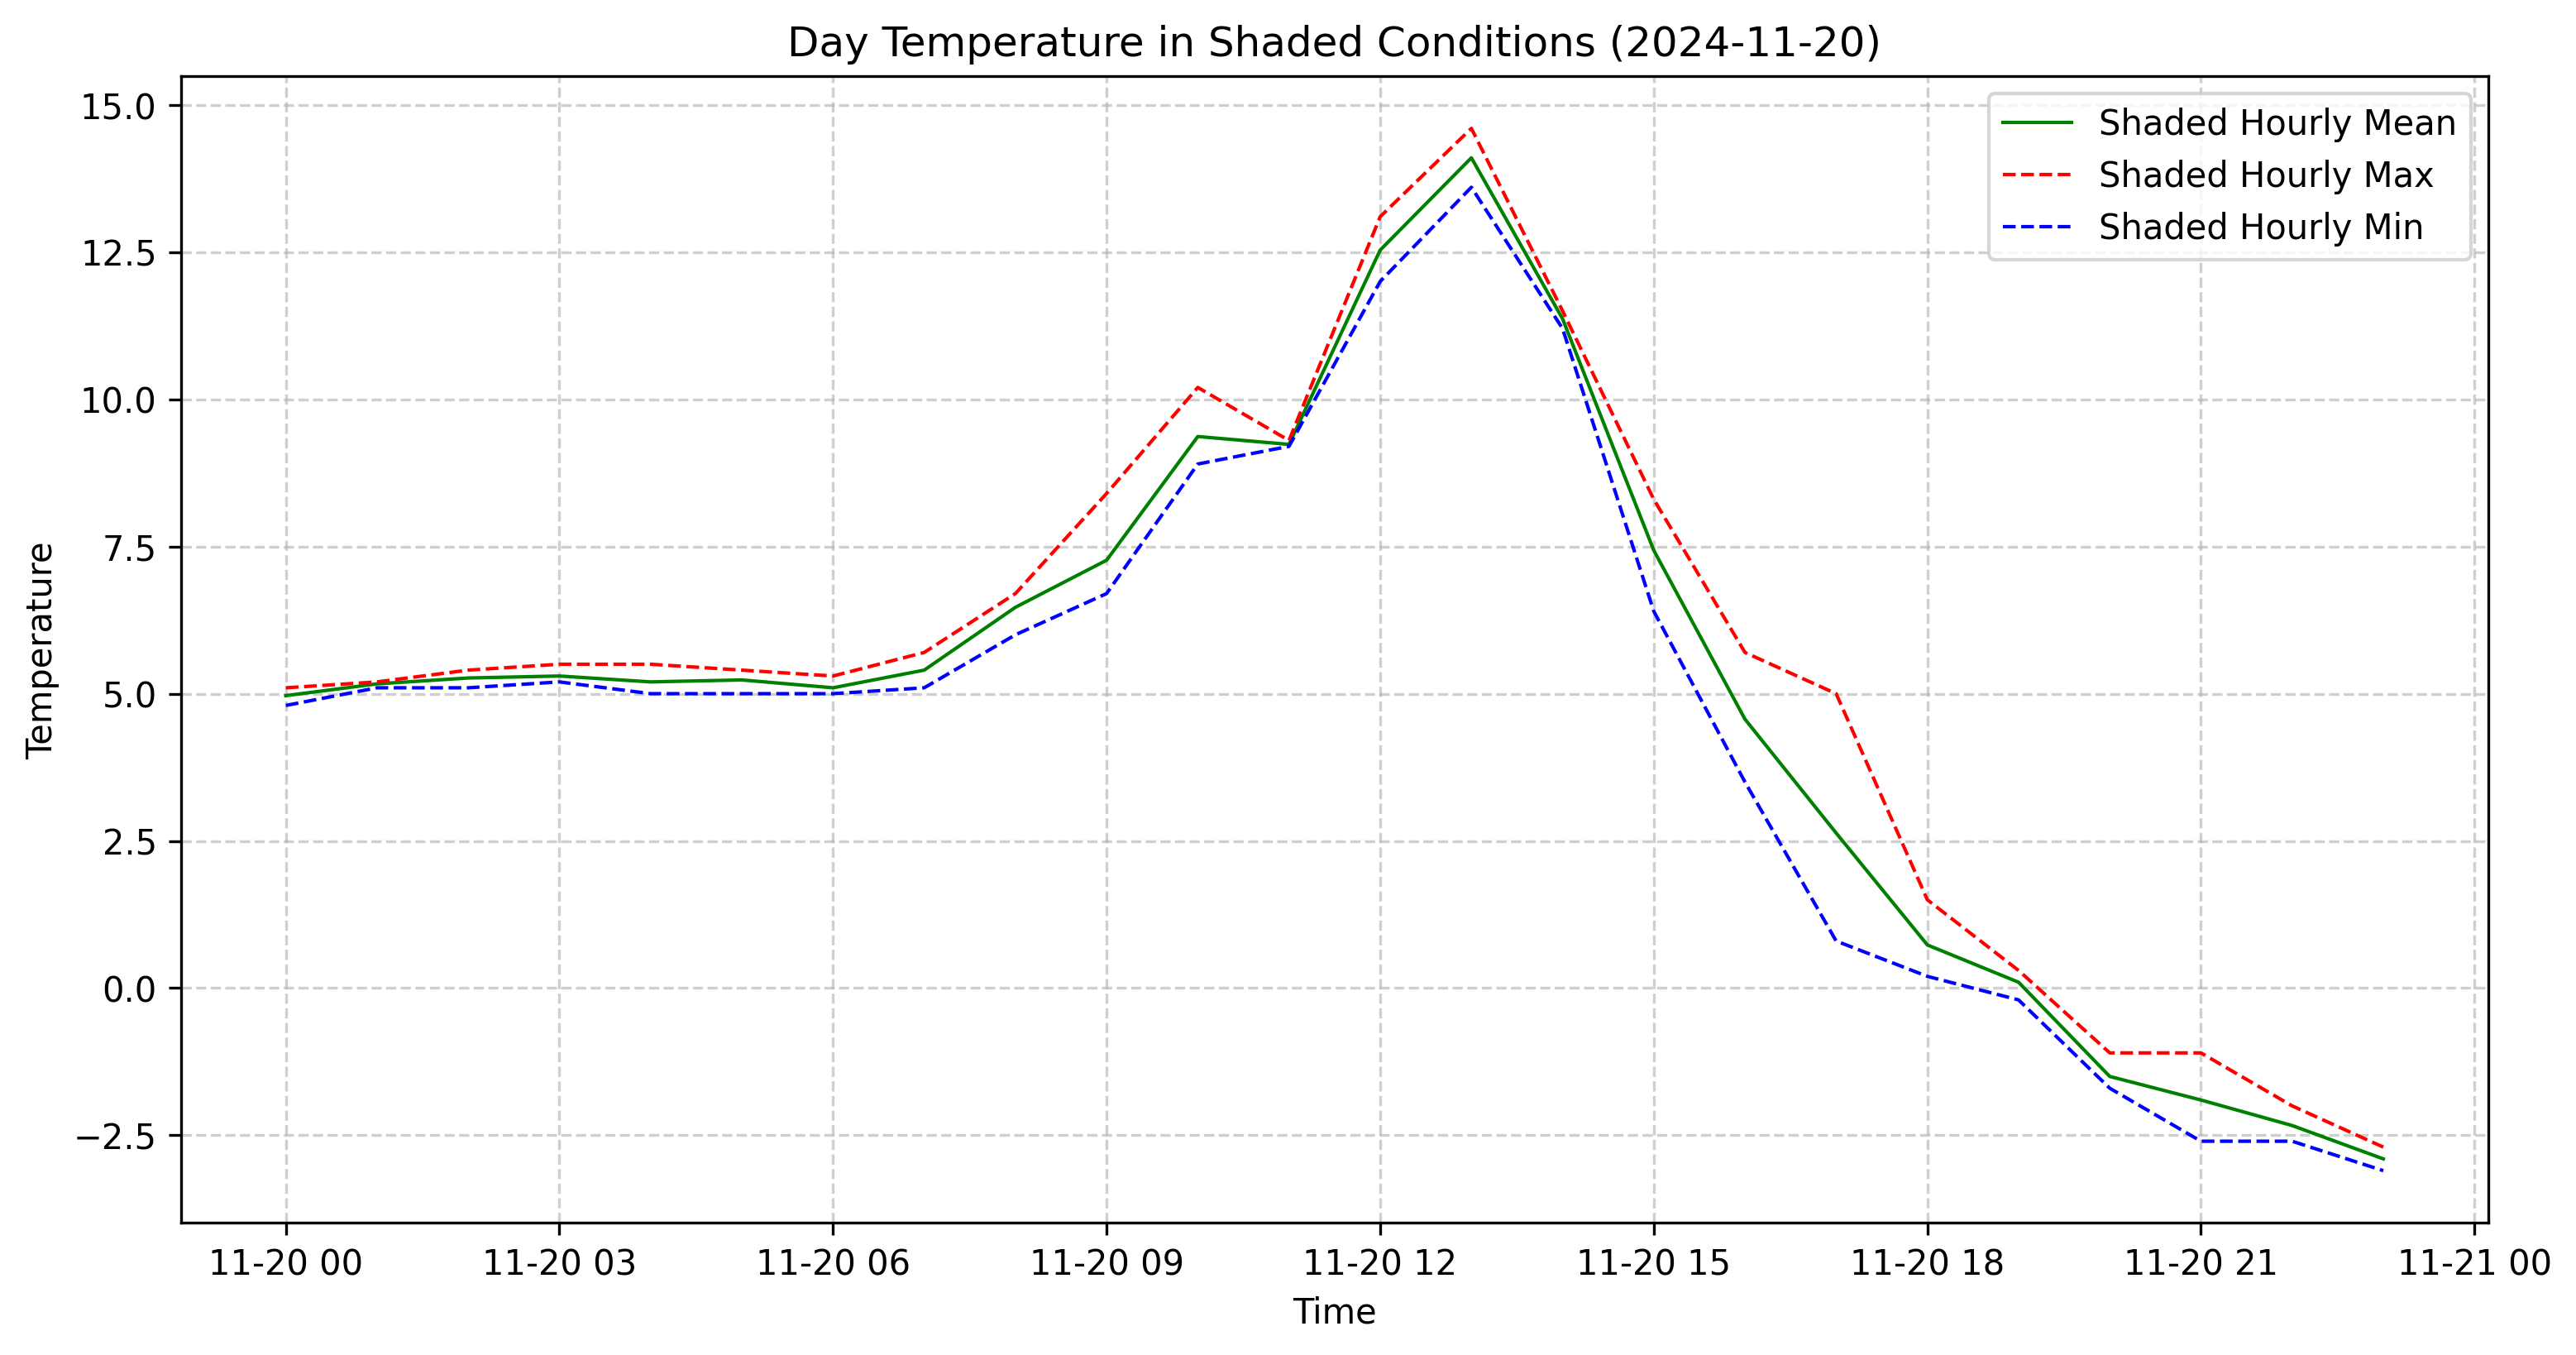 Day Temperature in Shaded Conditions (2024-11-20)
Shaded Hourly Mean
Shaded Hourly Max
Shaded Hourly Min
Temperature
15.0
12.5
10.0
7.5
5.0
2.5
0.0
−2.5
11-20 00 11-20 03 11-20 06 11-20 09 11-20 12 11-20 15 11-20 18 11-20 21 11-21 00
Time